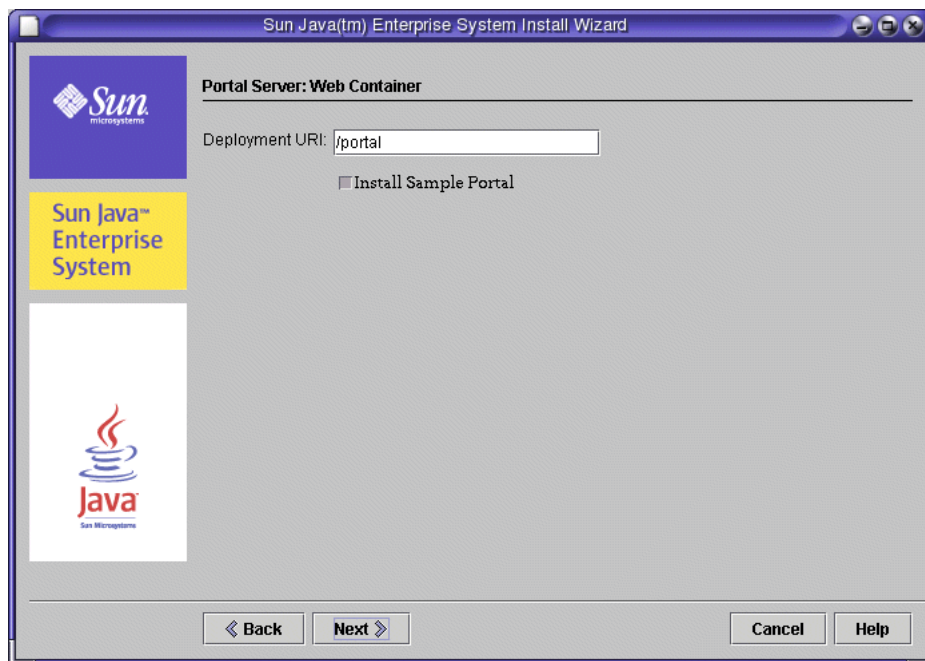 Sun Java(tm) Enterprise System Install Wizard
Sun
microsystems
Portal Server: Web Container
Deployment URI: /portal
Install Sample Portal
Sun Java™
Enterprise
System
Java
Sun Microsystems
Back
Next
Cancel
Help